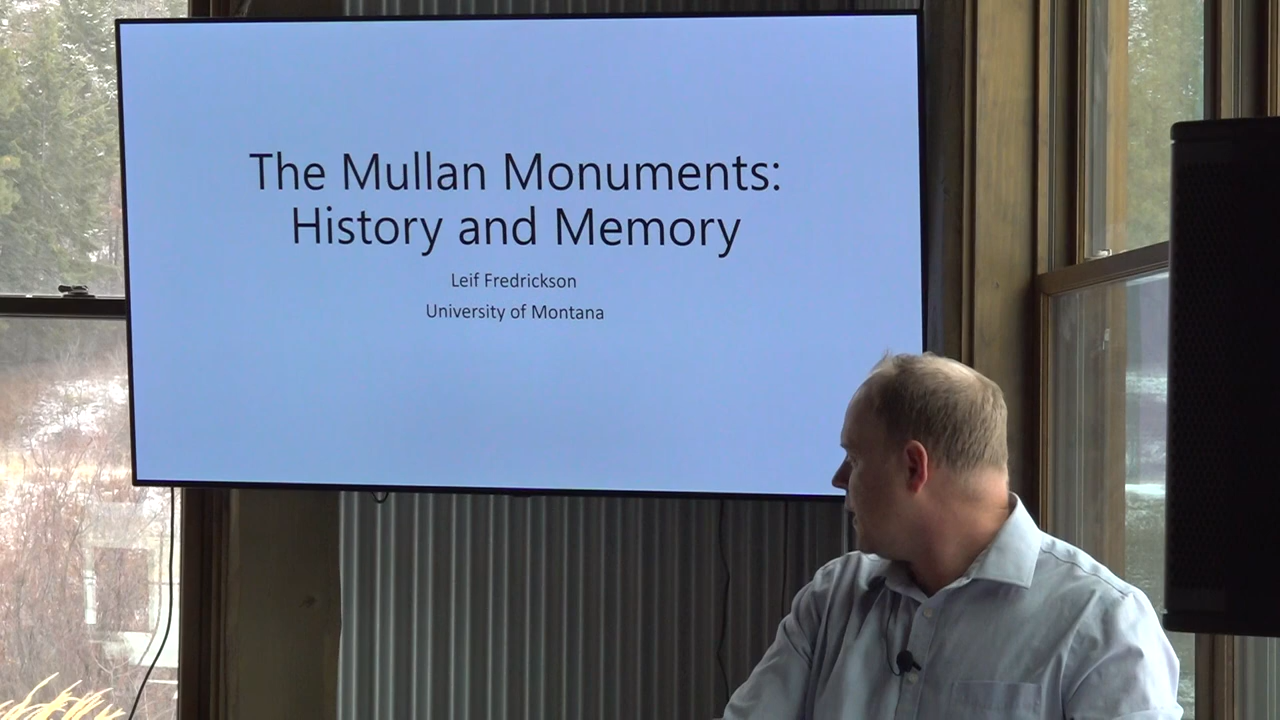 The Mullan Monuments:
History and Memory
Leif Fredrickson
University of Montana